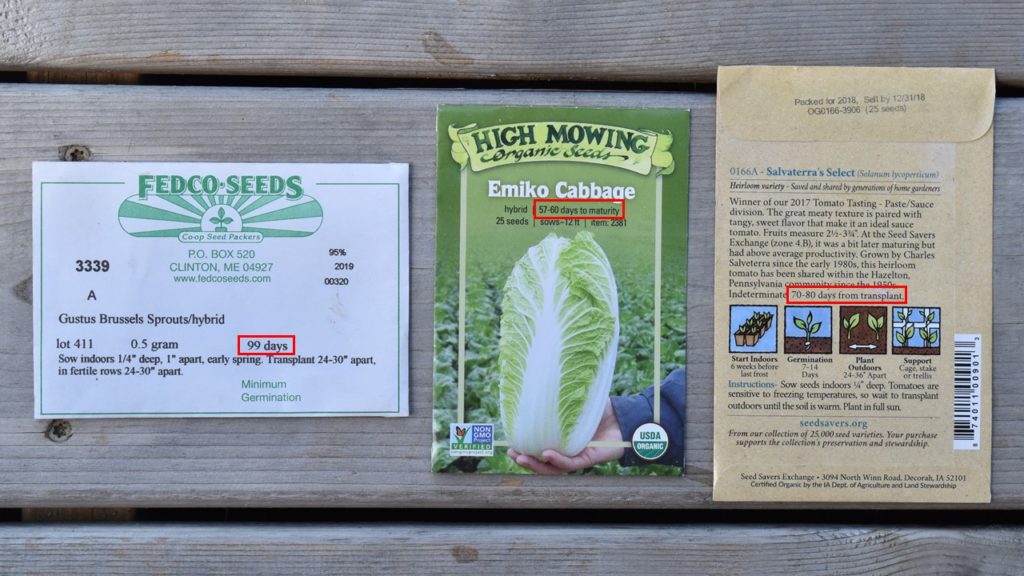 FEDCO·SEEDS
Co-op Seed Packers
P.O. BOX 520
CLINTON, ME 04927
www.fedcoseeds.com
3339
A
95%
2019
00320
Gustus Brussels Sprouts/hybrid
lot 411 0.5 gram 99 days
Sow indoors 1/4" deep, 1" apart, early spring. Transplant 24-30" apart,
in fertile rows 24-30" apart.
Minimum
Germination
HIGH MOWING
Organic Seeds
Emiko Cabbage
hybrid 57-60 days to maturity
25 seeds sows~12 ft item: 2381
NON
GMO
Project
VERIFIED
nongmoproject.org
USDA
ORGANIC
Packed for 2018, Sell by 12/31/18
OG0166-3906 (25 seeds)
0166A - Salvaterra's Select (Solanum lycopersicum)
Heirloom variety - Saved and shared by generations of home gardeners
Winner of our 2017 Tomato Tasting - Paste/Sauce
division. The great meaty texture is paired with
tangy, sweet flavor that make it an ideal sauce
tomato. Fruits measure 2½-3¾". At the Seed Savers
Exchange (zone 4.B), it was a bit later maturing but
had above average productivity. Grown by Charles
Salvaterra since the early 1980s, this heirloom
tomato has been shared within the Hazelton,
Pennsylvania community since the 1950s.
Indeterminate 70-80 days from transplant.
Start Indoors
6 weeks before
last frost
Germination
7-14
Days
Plant
Outdoors
24-36" Apart
Support
Cage, stake
or trellis
Instructions- Sow seeds indoors ¼" deep. Tomatoes are
sensitive to freezing temperatures, so wait to transplant
outdoors until the soil is warm. Plant in full sun.
seedsavers.org
From our collection of 25,000 seed varieties. Your purchase
supports the collection's preservation and stewardship.
8 74011 00901 3
Seed Savers Exchange • 3094 North Winn Road, Decorah, IA 52101
Certified Organic by the IA Dept. of Agriculture and Land Stewardship